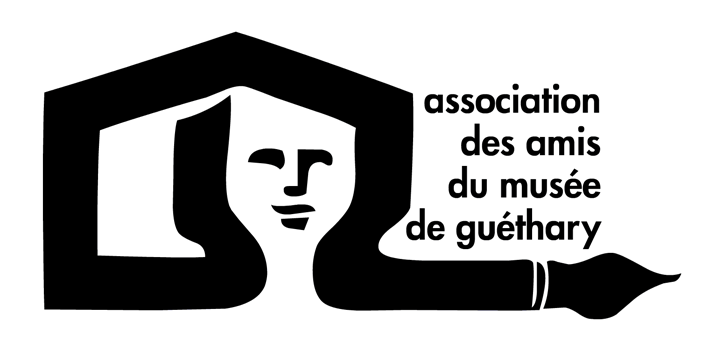 association
des amis
du musée
de guéthary